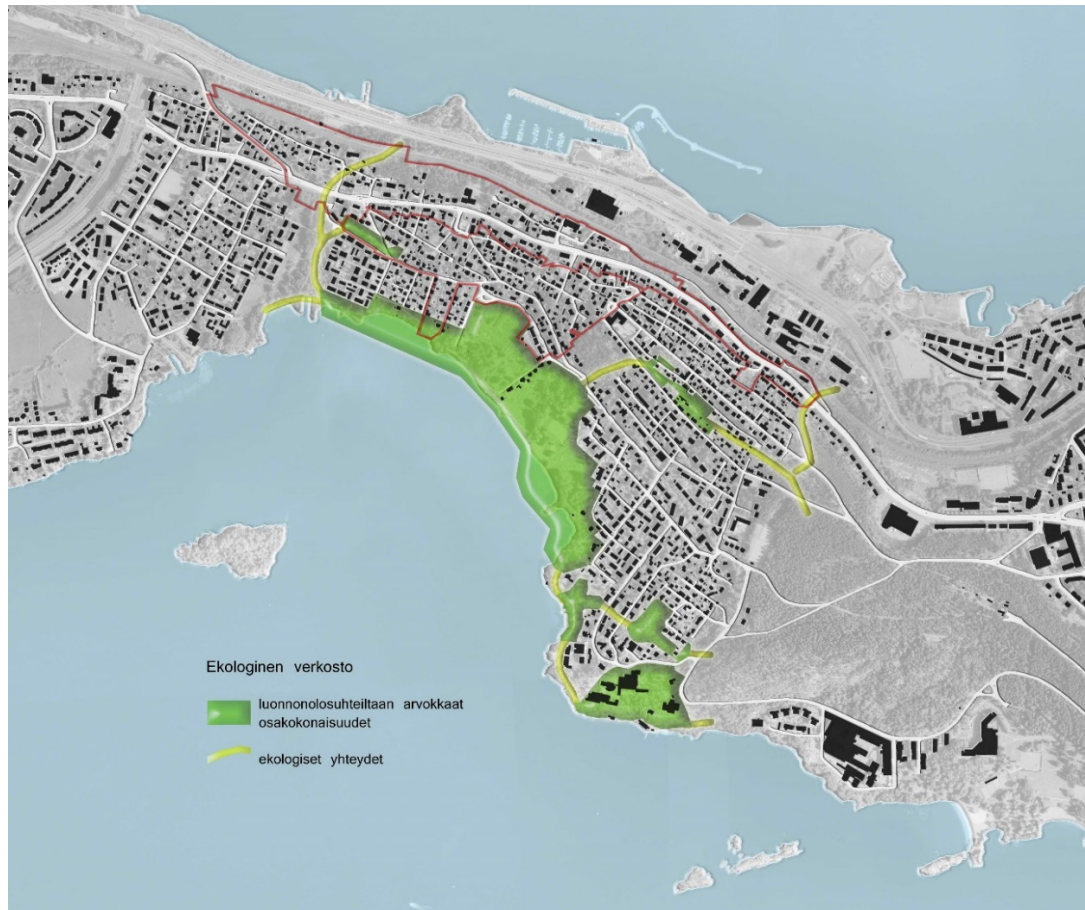 Ekologinen verkosto
luonnonolosuhteiltaan arvokkaat
osakokonaisuudet
ekologiset yhteydet